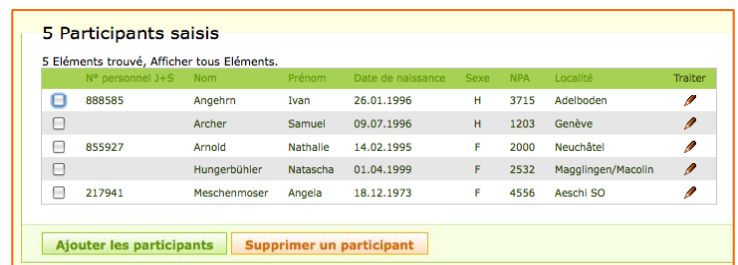 5 Participants saisis
5 Eléments trouvé, Afficher tous Eléments.
N° personnel J+S Nom Prénom Date de naissance Sexe NPA Localité Traiter
888585 Angehrn Ivan 26.01.1996 H 3715 Adelboden
Archer Samuel 09.07.1996 H 1203 Genève
855927 Arnold Nathalie 14.02.1995 F 2000 Neuchâtel
Hungerbühler Natascha 01.04.1999 F 2532 Magglingen/Macolin
217941 Meschenmoser Angela 18.12.1973 F 4556 Aeschi SO
Ajouter les participants Supprimer un participant